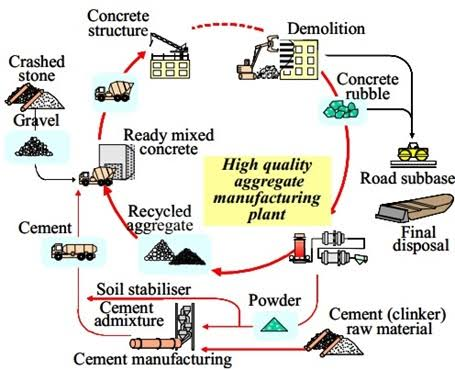 Concrete
structure
Demolition
Crashed
stone
Gravel
Concrete
rubble
Ready mixed
concrete
High quality
aggregate
manufacturing
plant
Road subbase
Final
disposal
Recycled
aggregate
Cement
Soil stabiliser
Cement
admixture
Powder
Cement (clinker)
raw material
Cement manufacturing